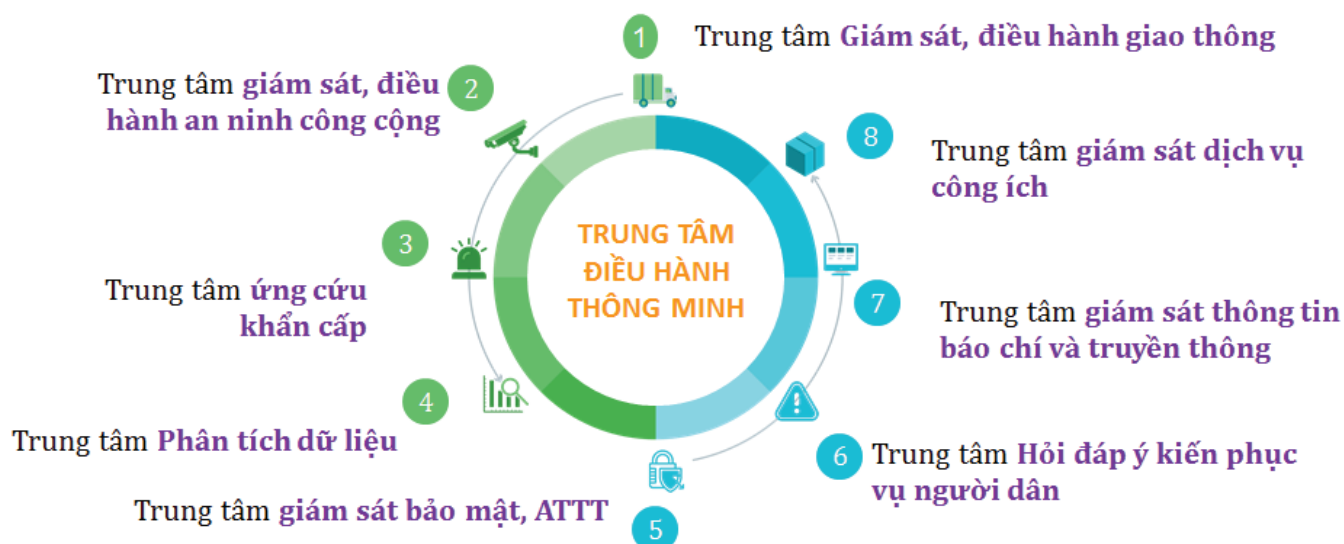 1
Trung tâm Giám sát, điều hành giao thông
2
Trung tâm giám sát, điều
hành an ninh công cộng
3
Trung tâm ứng cứu
khẩn cấp
4
Trung tâm Phân tích dữ liệu
5
Trung tâm giám sát bảo mật, ATTT
6
Trung tâm Hỏi đáp ý kiến phục
vụ người dân
7
Trung tâm giám sát thông tin
báo chí và truyền thông
8
Trung tâm giám sát dịch vụ
công ích
TRUNG TÂM
ĐIỀU HÀNH
THÔNG MINH